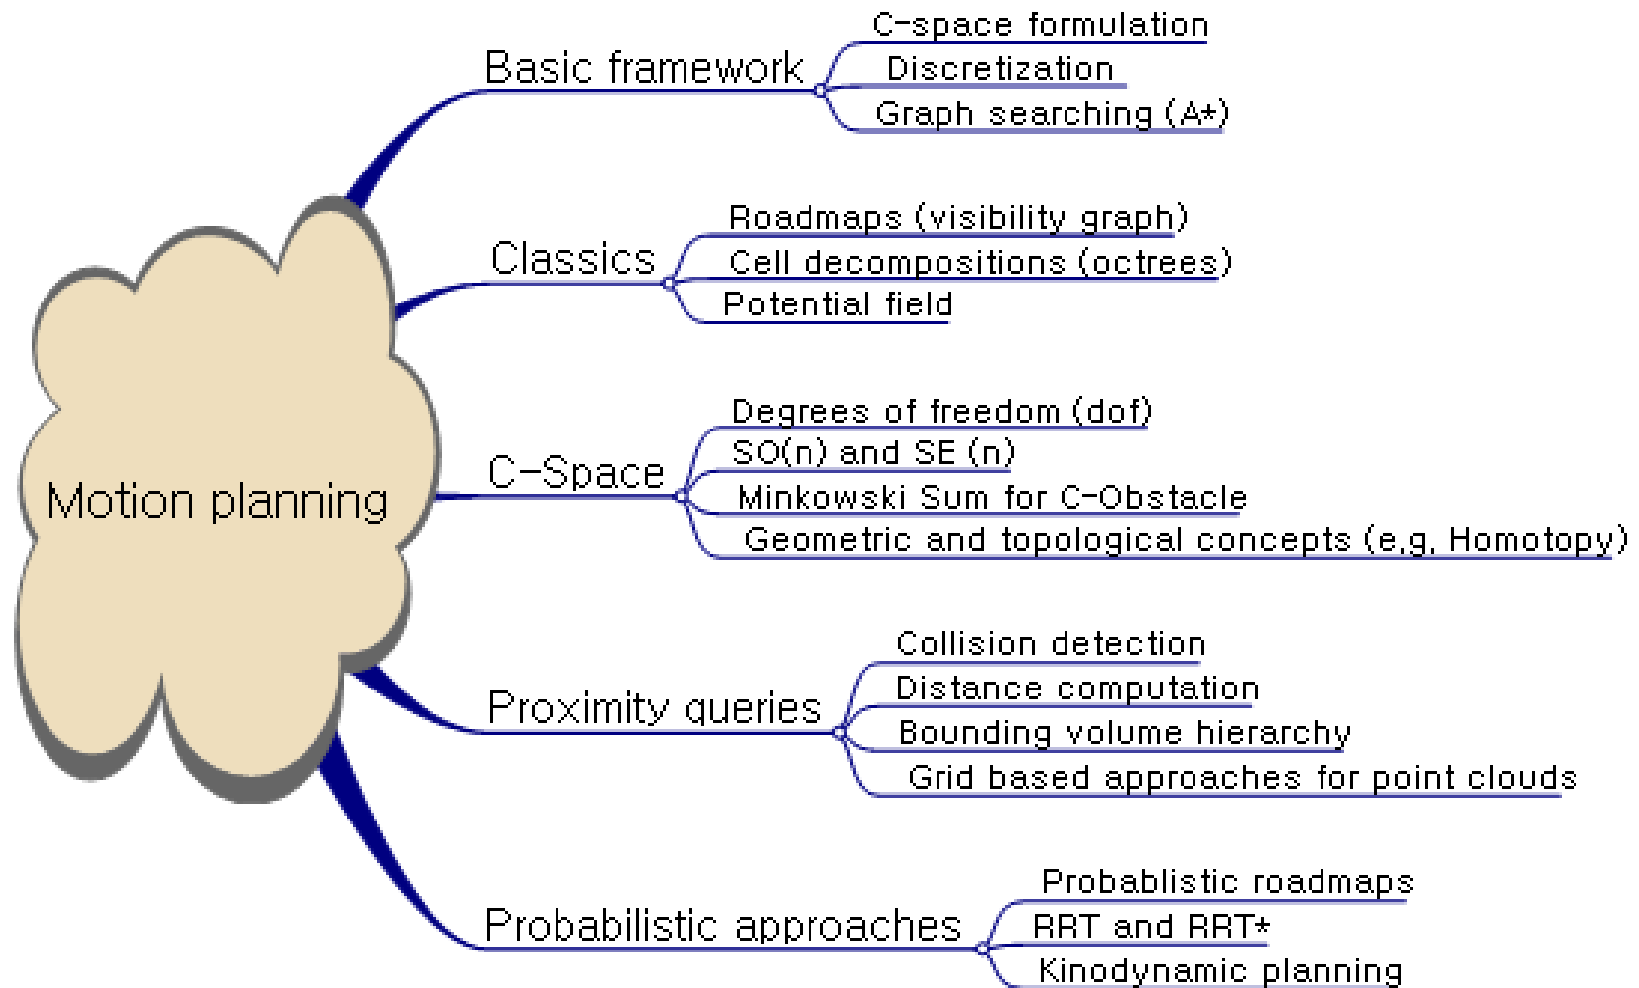 Motion planning
Basic framework
C-space formulation
Discretization
Graph searching (A*)
Classics
Roadmaps (visibility graph)
Cell decompositions (octrees)
Potential field
C-Space
Degrees of freedom (dof)
SO(n) and SE (n)
Minkowski Sum for C-Obstacle
Geometric and topological concepts (e.g. Homotopy)
Proximity queries
Collision detection
Distance computation
Bounding volume hierarchy
Grid based approaches for point clouds
Probabilistic approaches
Probablistic roadmaps
RRT and RRT*
Kinodynamic planning